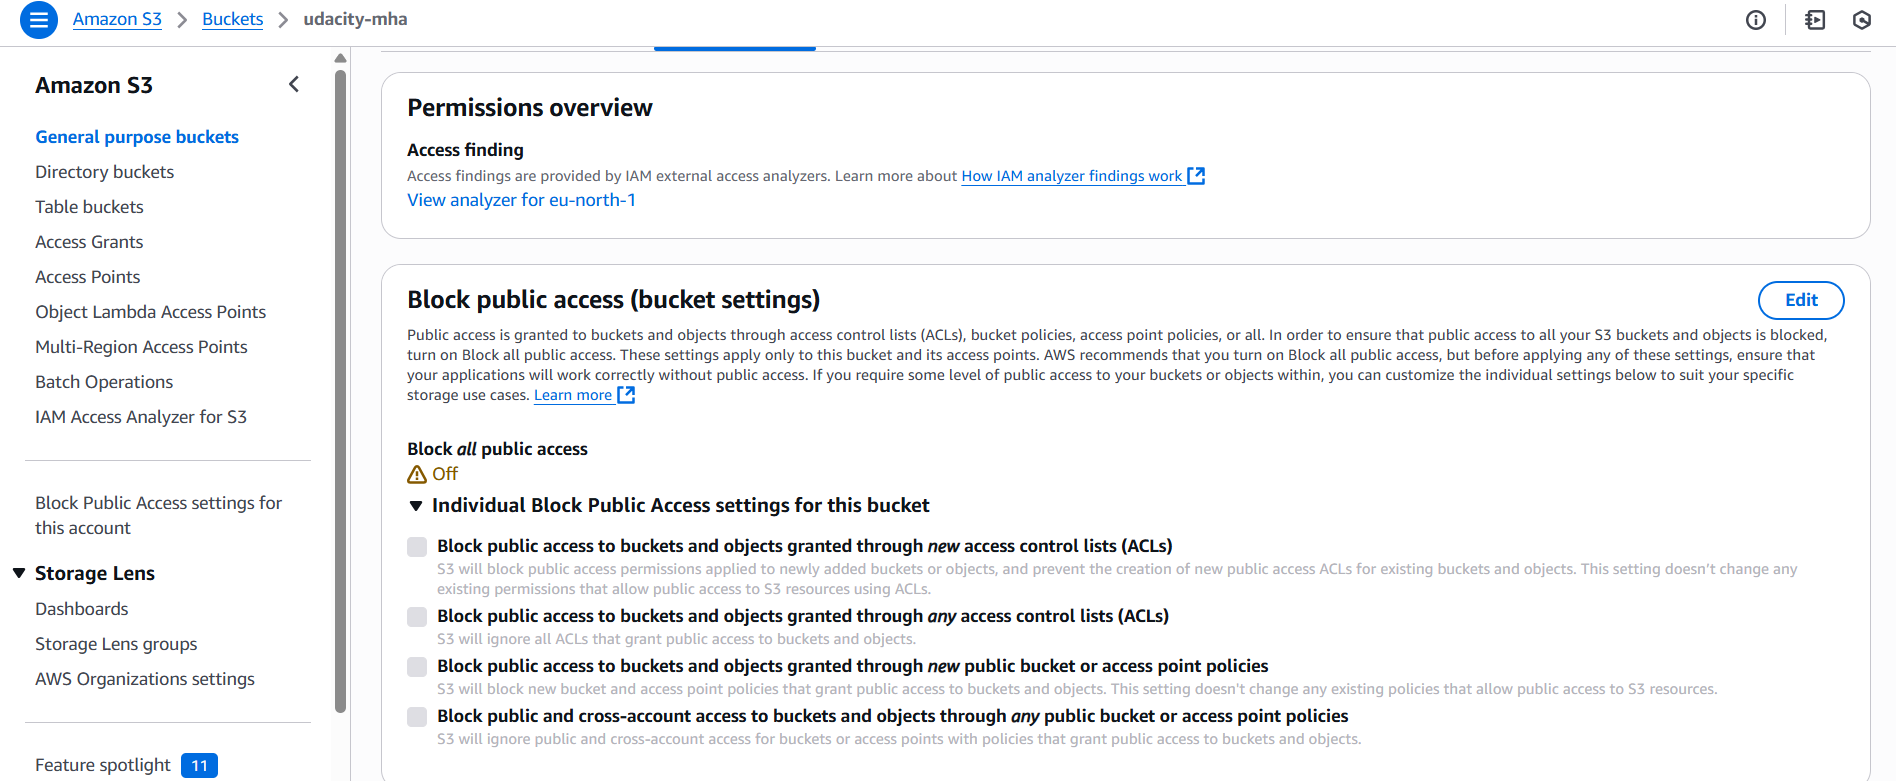 Amazon S3 > Buckets > udacity-mha
Amazon S3
General purpose buckets
Directory buckets
Table buckets
Access Grants
Access Points
Object Lambda Access Points
Multi-Region Access Points
Batch Operations
IAM Access Analyzer for S3
Block Public Access settings for
this account
Storage Lens
Dashboards
Storage Lens groups
AWS Organizations settings
Feature spotlight 11
Permissions overview
Access finding
Access findings are provided by IAM external access analyzers. Learn more about How IAM analyzer findings work
View analyzer for eu-north-1
Block public access (bucket settings)
Edit
Public access is granted to buckets and objects through access control lists (ACLs), bucket policies, access point policies, or all. In order to ensure that public access to all your S3 buckets and objects is blocked,
turn on Block all public access. These settings apply only to this bucket and its access points. AWS recommends that you turn on Block all public access, but before applying any of these settings, ensure that
your applications will work correctly without public access. If you require some level of public access to your buckets or objects within, you can customize the individual settings below to suit your specific
storage use cases. Learn more
Block all public access
Off
Individual Block Public Access settings for this bucket
Block public access to buckets and objects granted through new access control lists (ACLs)
S3 will block public access permissions applied to newly added buckets or objects, and prevent the creation of new public access ACLs for existing buckets and objects. This setting doesn't change any
existing permissions that allow public access to S3 resources using ACLs.
Block public access to buckets and objects granted through any access control lists (ACLs)
S3 will ignore all ACLs that grant public access to buckets and objects.
Block public access to buckets and objects granted through new public bucket or access point policies
S3 will block new bucket and access point policies that grant public access to buckets and objects. This setting doesn't change any existing policies that allow public access to S3 resources.
Block public and cross-account access to buckets and objects through any public bucket or access point policies
S3 will ignore public and cross-account access for buckets or access points with policies that grant public access to buckets and objects.